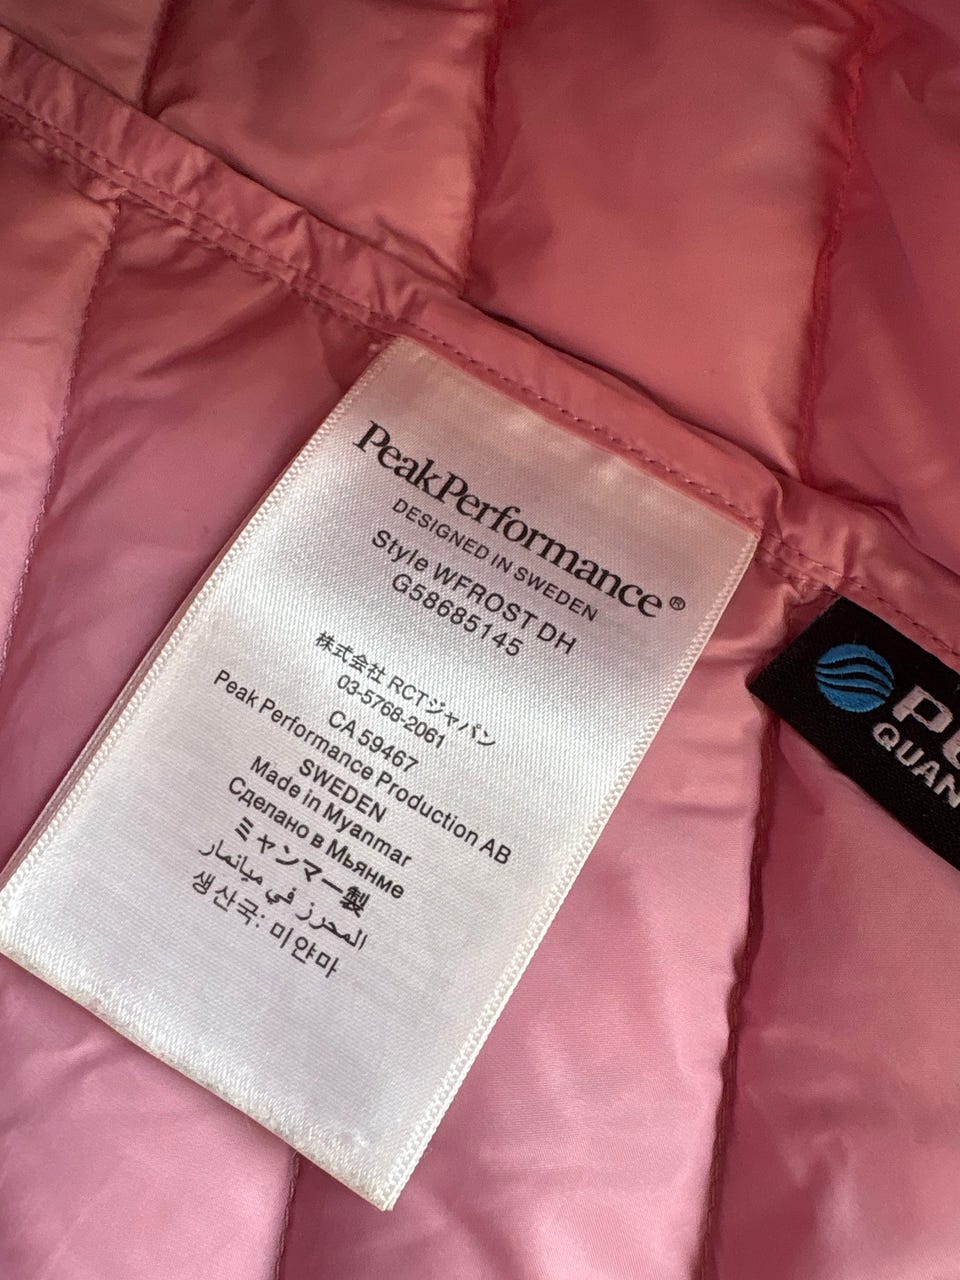 PeakPerformance®
DESIGNED IN SWEDEN
Style WFROST DH
G58685145
株式会社 RCTジャパン
03-5768-2061
CA 59467
Peak Performance Production AB
SWEDEN
Made in Myanmar
Сделано в Мьянме
ミャンマー製
المحرز في ميانمار
생산국: 미얀마
QUAN